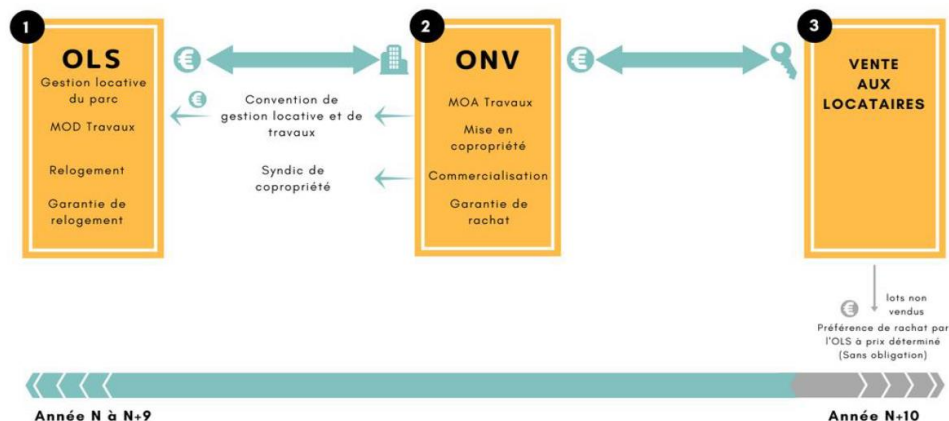 1
OLS
Gestion locative
du parc
MOD Travaux
Relogement
Garantie de
relogement
€
Convention de
gestion locative et de
travaux
€
Syndic de
copropriété
2
ONV
MOA Travaux
Mise en
copropriété
Commercialisation
Garantie de
rachat
€
3
VENTE
AUX
LOCATAIRES
€
lots non
vendus
Préférence de rachat par
l'OLS à prix déterminé
(Sans obligation)
Année N à N+9
Année N+10